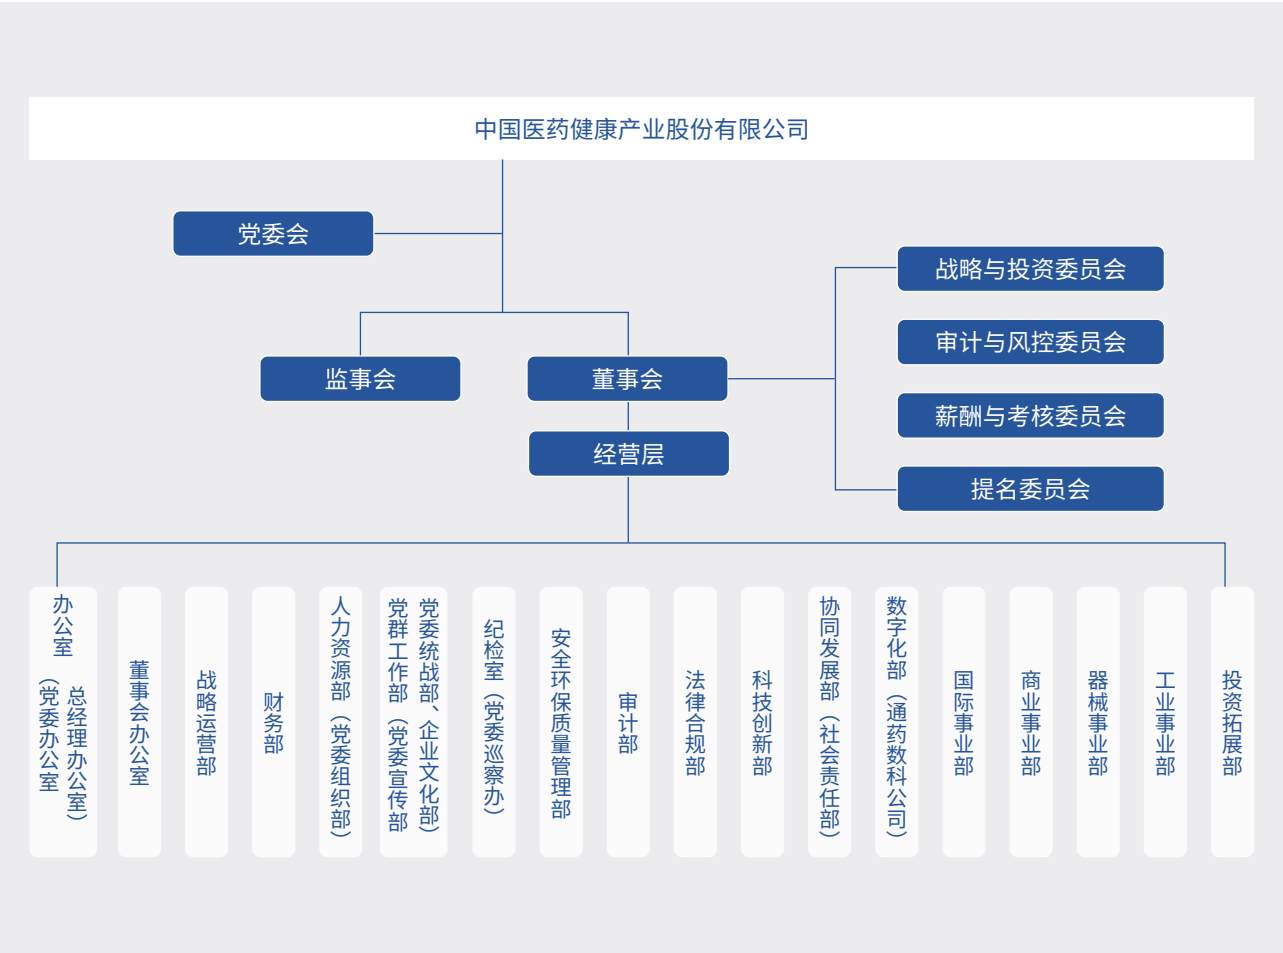 中国医药健康产业股份有限公司
党委会
战略与投资委员会
审计与风控委员会
监事会
董事会
薪酬与考核委员会
经营层
提名委员会
办公室
（党委办公室
总经理办公室）
董事会办公室
战略运营部
财务部
人力资源部（党委组织部）
党群工作部（党委宣传部
党委统战部、企业文化部）
纪检室（党委巡察办）
安全环保质量管理部
审计部
法律合规部
科技创新部
协同发展部（社会责任部）
数字化部（通药数科公司）
国际事业部
商业事业部
器械事业部
工业事业部
投资拓展部